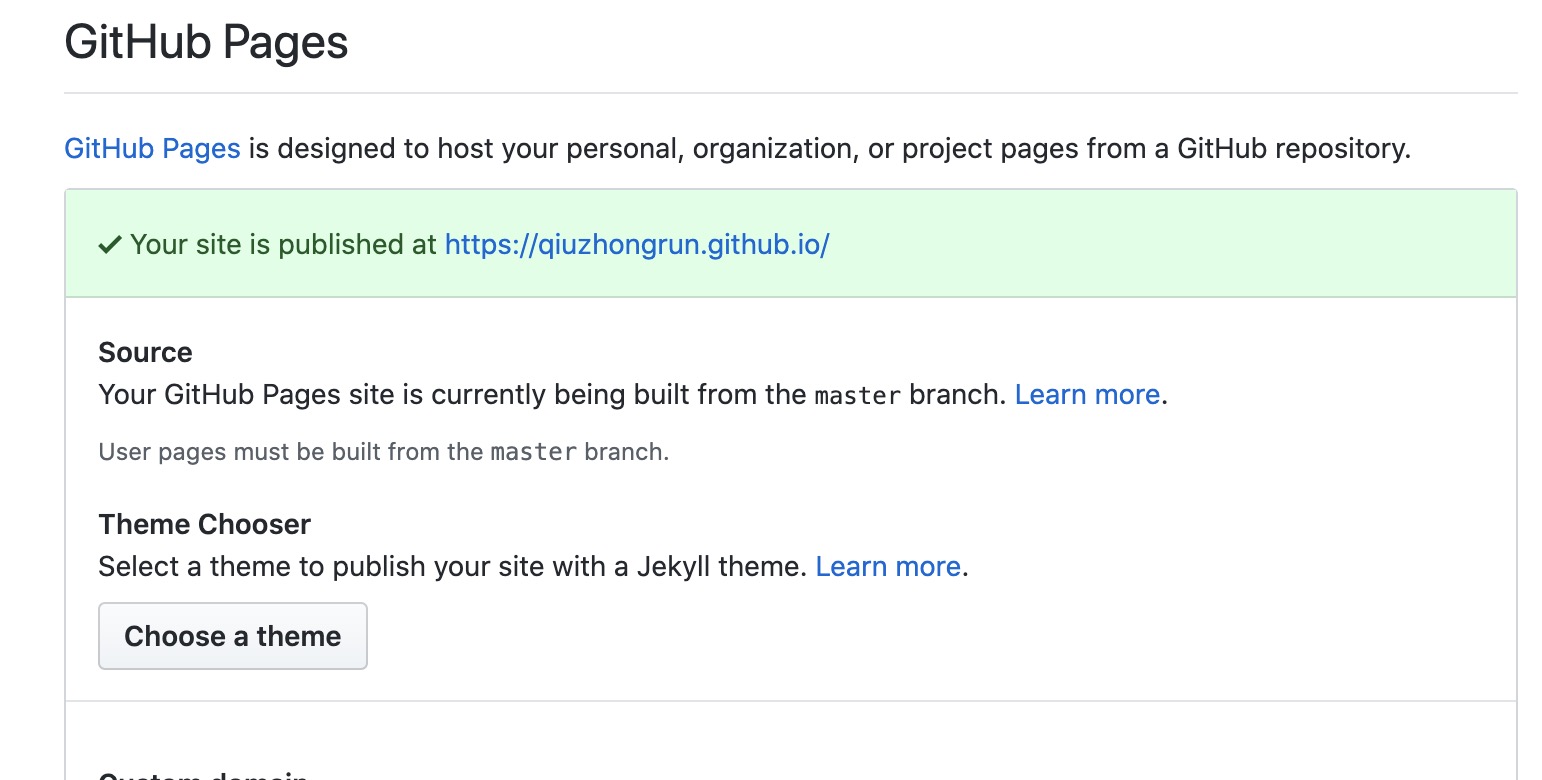 GitHub Pages
GitHub Pages is designed to host your personal, organization, or project pages from a GitHub repository.
✓ Your site is published at https://qiuzhongrun.github.io/
Source
Your GitHub Pages site is currently being built from the master branch. Learn more.
User pages must be built from the master branch.
Theme Chooser
Select a theme to publish your site with a Jekyll theme. Learn more.
Choose a theme
Custom domain